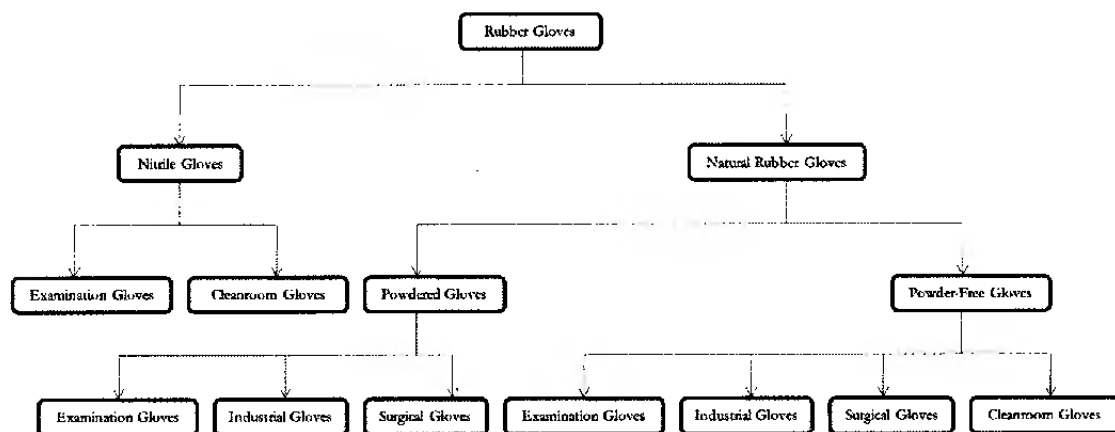 Rubber Gloves
Nitrile Gloves
Natural Rubber Gloves
Examination Gloves
Cleanroom Gloves
Powdered Gloves
Powder-Free Gloves
Examination Gloves
Industrial Gloves
Surgical Gloves
Examination Gloves
Industrial Gloves
Surgical Gloves
Cleanroom Gloves